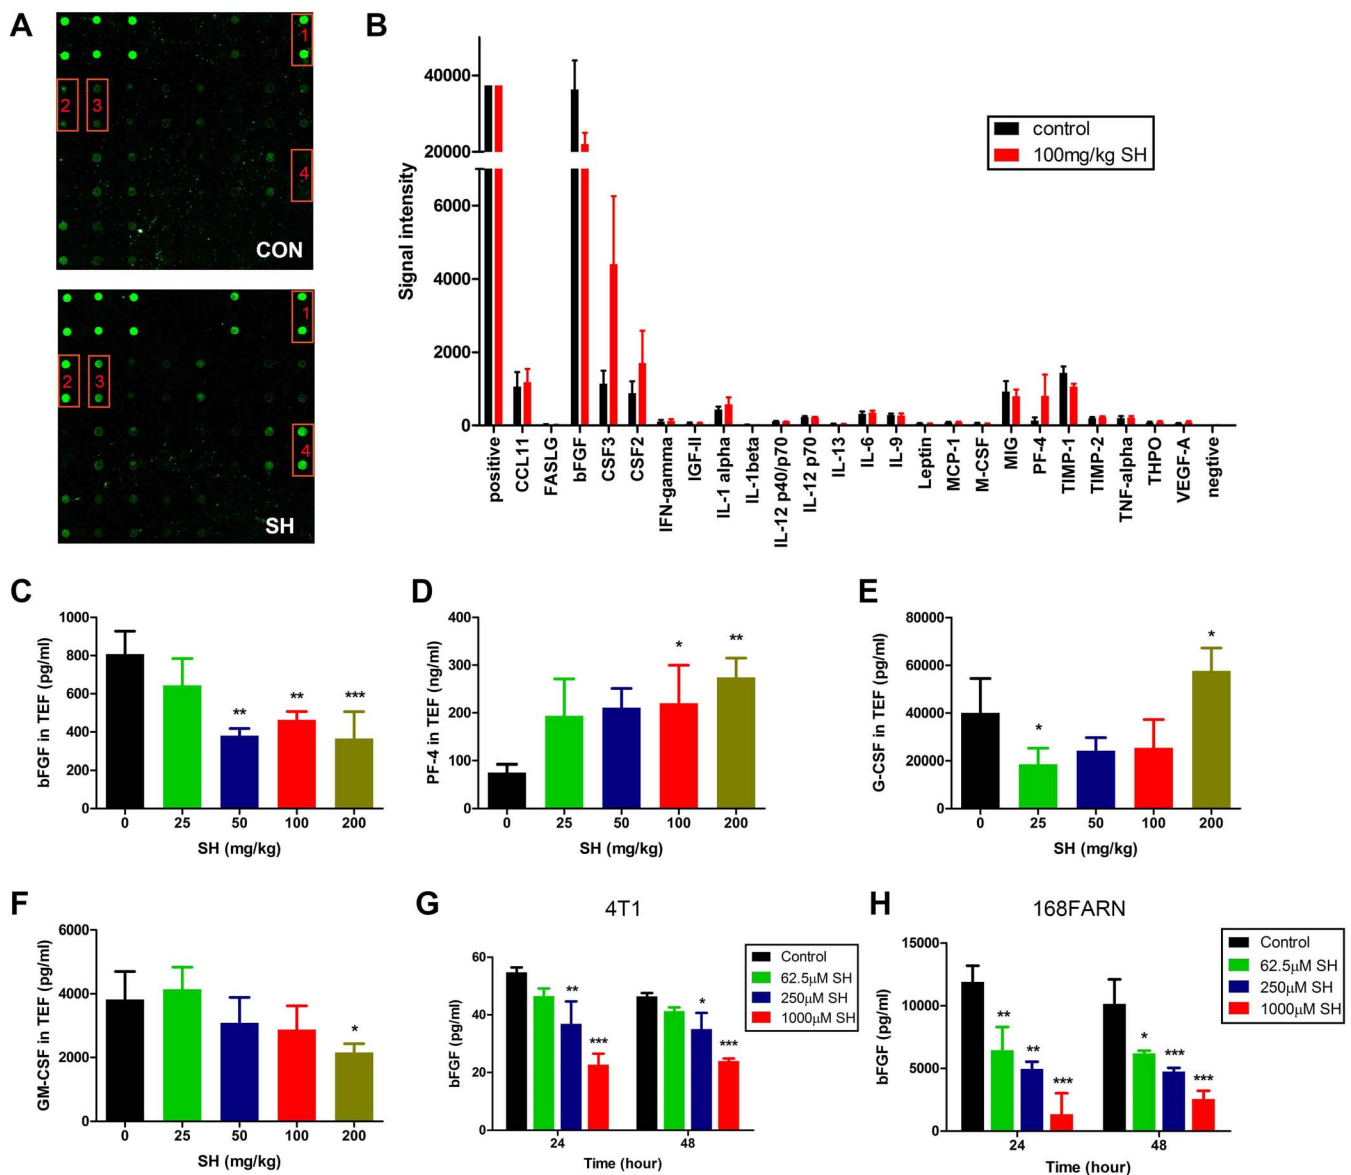 A
1
2
3
4
CON
1
2
3
4
SH
B
Signal intensity
40000
20000
6000
4000
2000
0
control
100mg/kg SH
positive
CCL11
FASLG
bFGF
CSF3
CSF2
IFN-gamma
IGF-II
IL-1 alpha
IL-1beta
IL-12 p40/p70
IL-12 p70
IL-13
IL-6
IL-9
Leptin
MCP-1
M-CSF
MIG
PF-4
TIMP-1
TIMP-2
TNF-alpha
THPO
VEGF-A
negtive
C
bFGF in TEF (pg/ml)
1000
800
600
400
200
0
** ** ***
0 25 50 100 200
SH (mg/kg)
D
PF-4 in TEF (ng/ml)
400
300
200
100
0
* **
0 25 50 100 200
SH (mg/kg)
E
G-CSF in TEF (pg/ml)
80000
60000
40000
20000
0
* *
0 25 50 100 200
SH (mg/kg)
F
GM-CSF in TEF (pg/ml)
6000
4000
2000
0
*
0 25 50 100 200
SH (mg/kg)
G
4T1
bFGF (pg/ml)
60
40
20
0
Control
62.5μM SH
250μM SH
1000μM SH
** *** * ***
24 48
Time (hour)
H
168FARN
bFGF (pg/ml)
15000
10000
5000
0
Control
62.5μM SH
250μM SH
1000μM SH
** ** *** * *** ***
24 48
Time (hour)